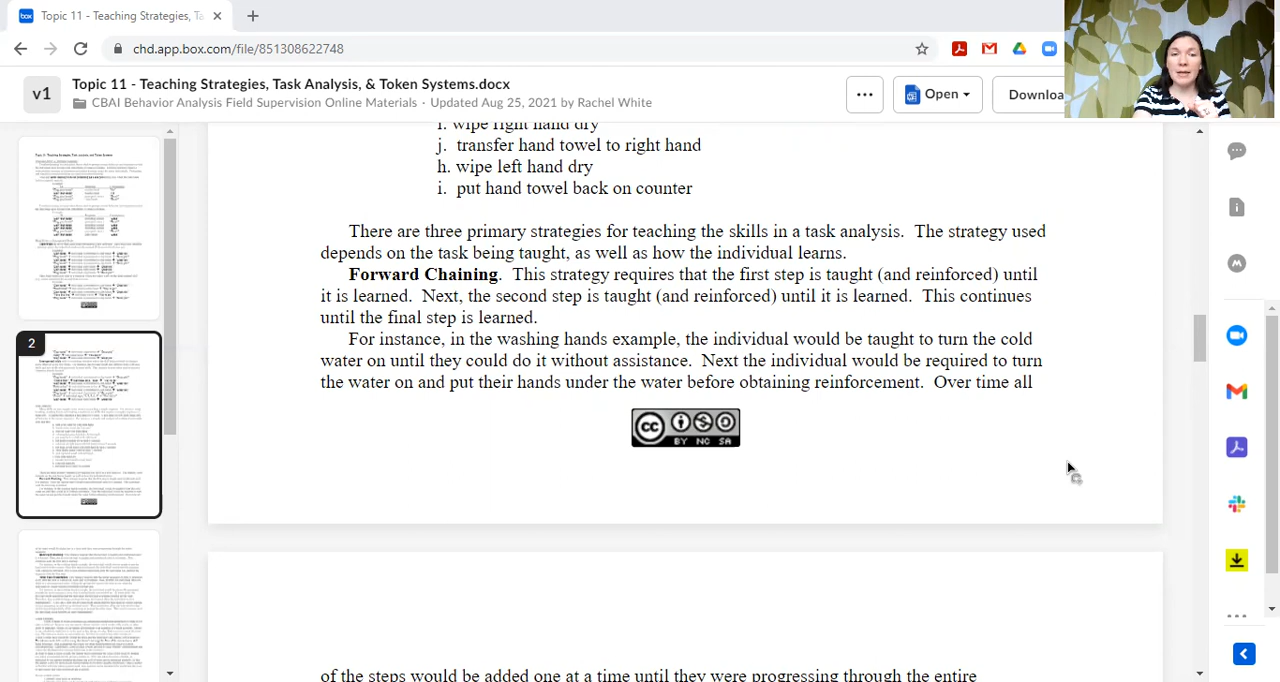 Topic 11 - Teaching Strategies, Ta
chd.app.box.com/file/851308622748
v1
Topic 11 - Teaching Strategies, Task Analysis, & Token Systems.docx
CBAI Behavior Analysis Field Supervision Online Materials · Updated Aug 25, 2021 by Rachel White
Open
Downloa
wipe right hand dry
j. transfer hand towel to right hand
h. wipe left hand dry
i. put hand towel back on counter
There are three primary strategies for teaching the skills in a task analysis. The strategy used
depends on the task being taught, as well as how the individual learns.
Forward Chaining: This strategy requires that the first step is taught (and reinforced) until
it is learned. Next, the second step is taught (and reinforced) until it is learned. This continues
until the final step is learned.
For instance, in the washing hands example, the individual would be taught to turn the cold
on until they could do it without assistance. Next the individual would be required to turn
the water on and put their hands under the water before obtaining reinforcement. Over time all
cc
BY NC SA
2
the steps would be added one at a time until they were progressing through the entire